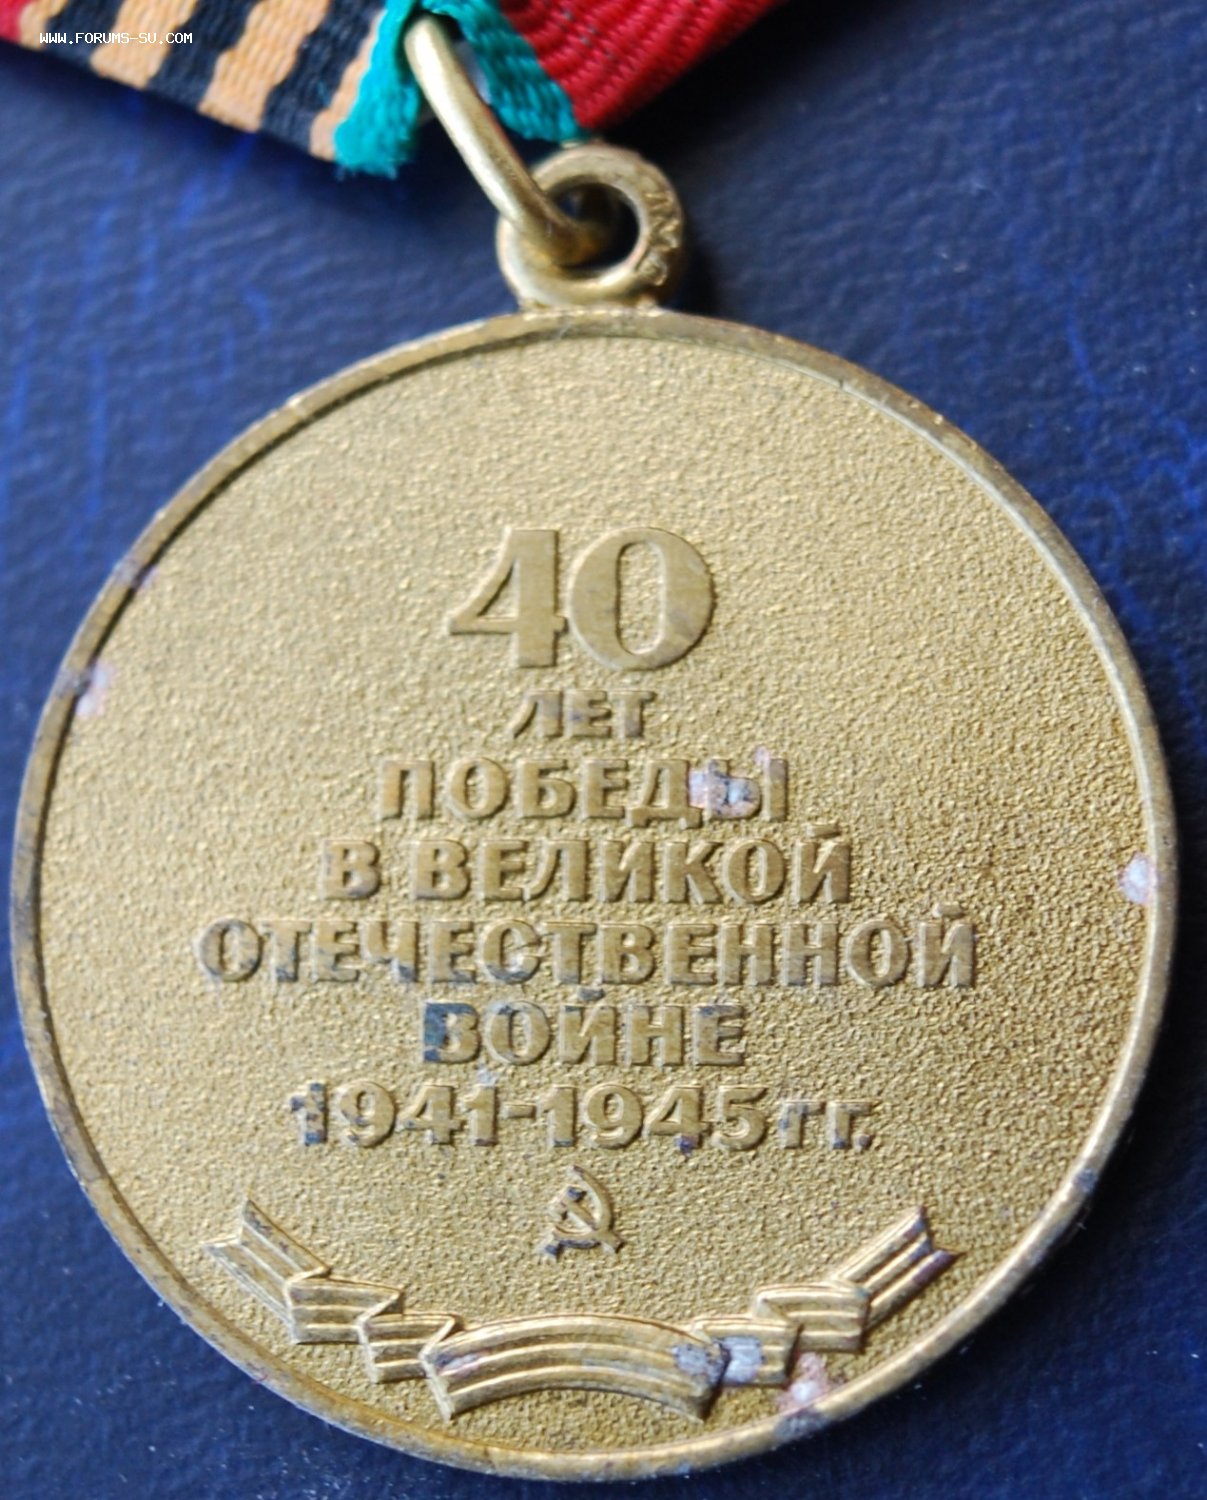 WWW.FORUMS-SU.COM
40
ЛЕТ
ПОБЕДЫ
В ВЕЛИКОЙ
ОТЕЧЕСТВЕННОЙ
ВОЙНЕ
1941-1945 гг.